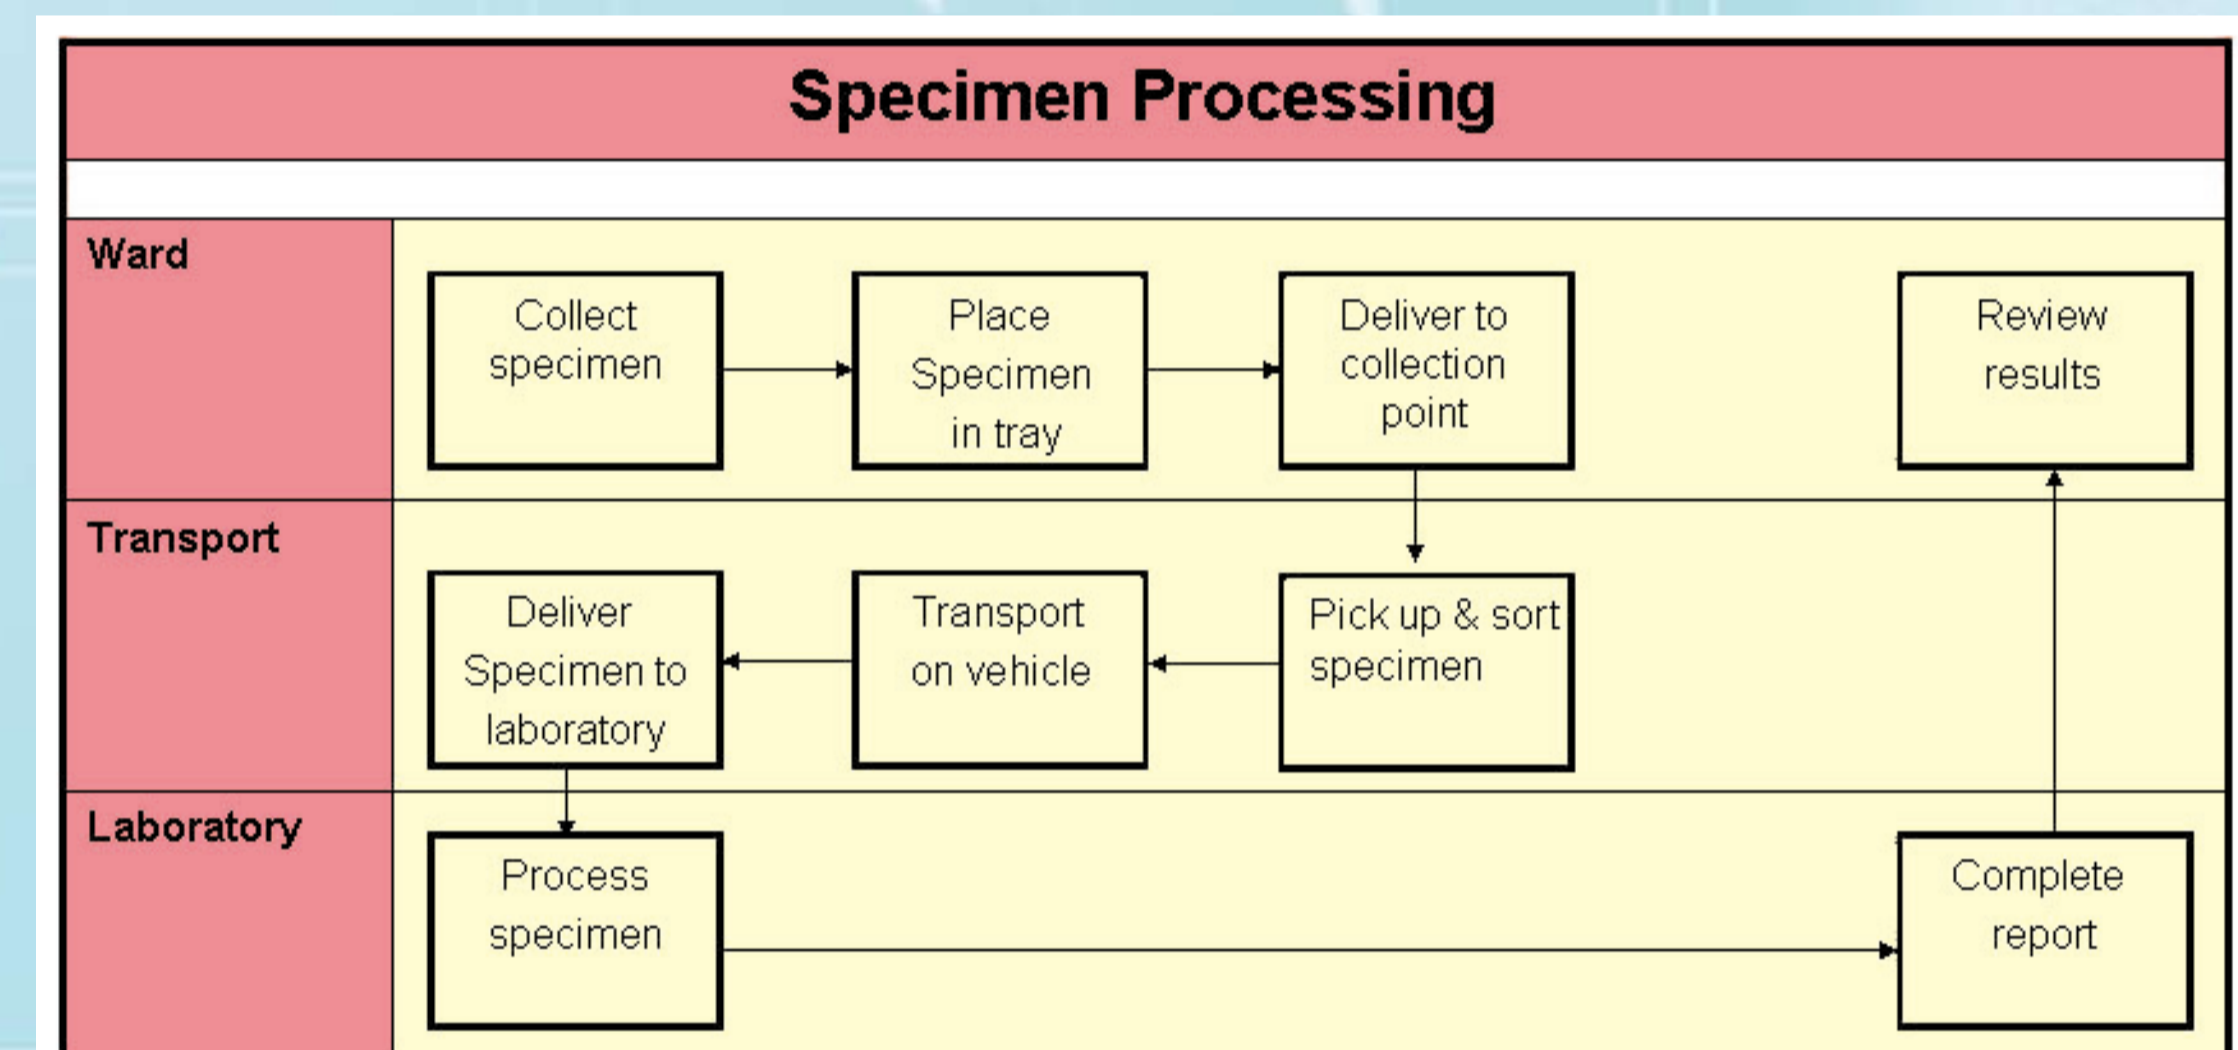 Specimen Processing
Ward
Collect
specimen
Place
Specimen
in tray
Deliver to
collection
point
Review
results
Transport
Deliver
Specimen to
laboratory
Transport
on vehicle
Pick up & sort
specimen
Laboratory
Process
specimen
Complete
report